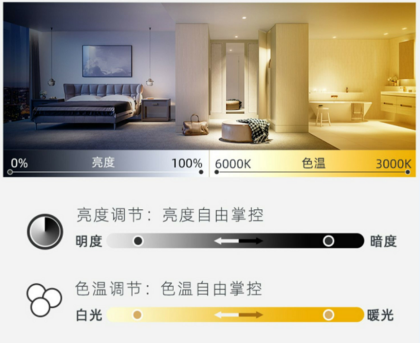 0% 亮度 100% 6000K 色温 3000K
亮度调节：亮度自由掌控
明度 暗度
色温调节：色温自由掌控
白光 暖光